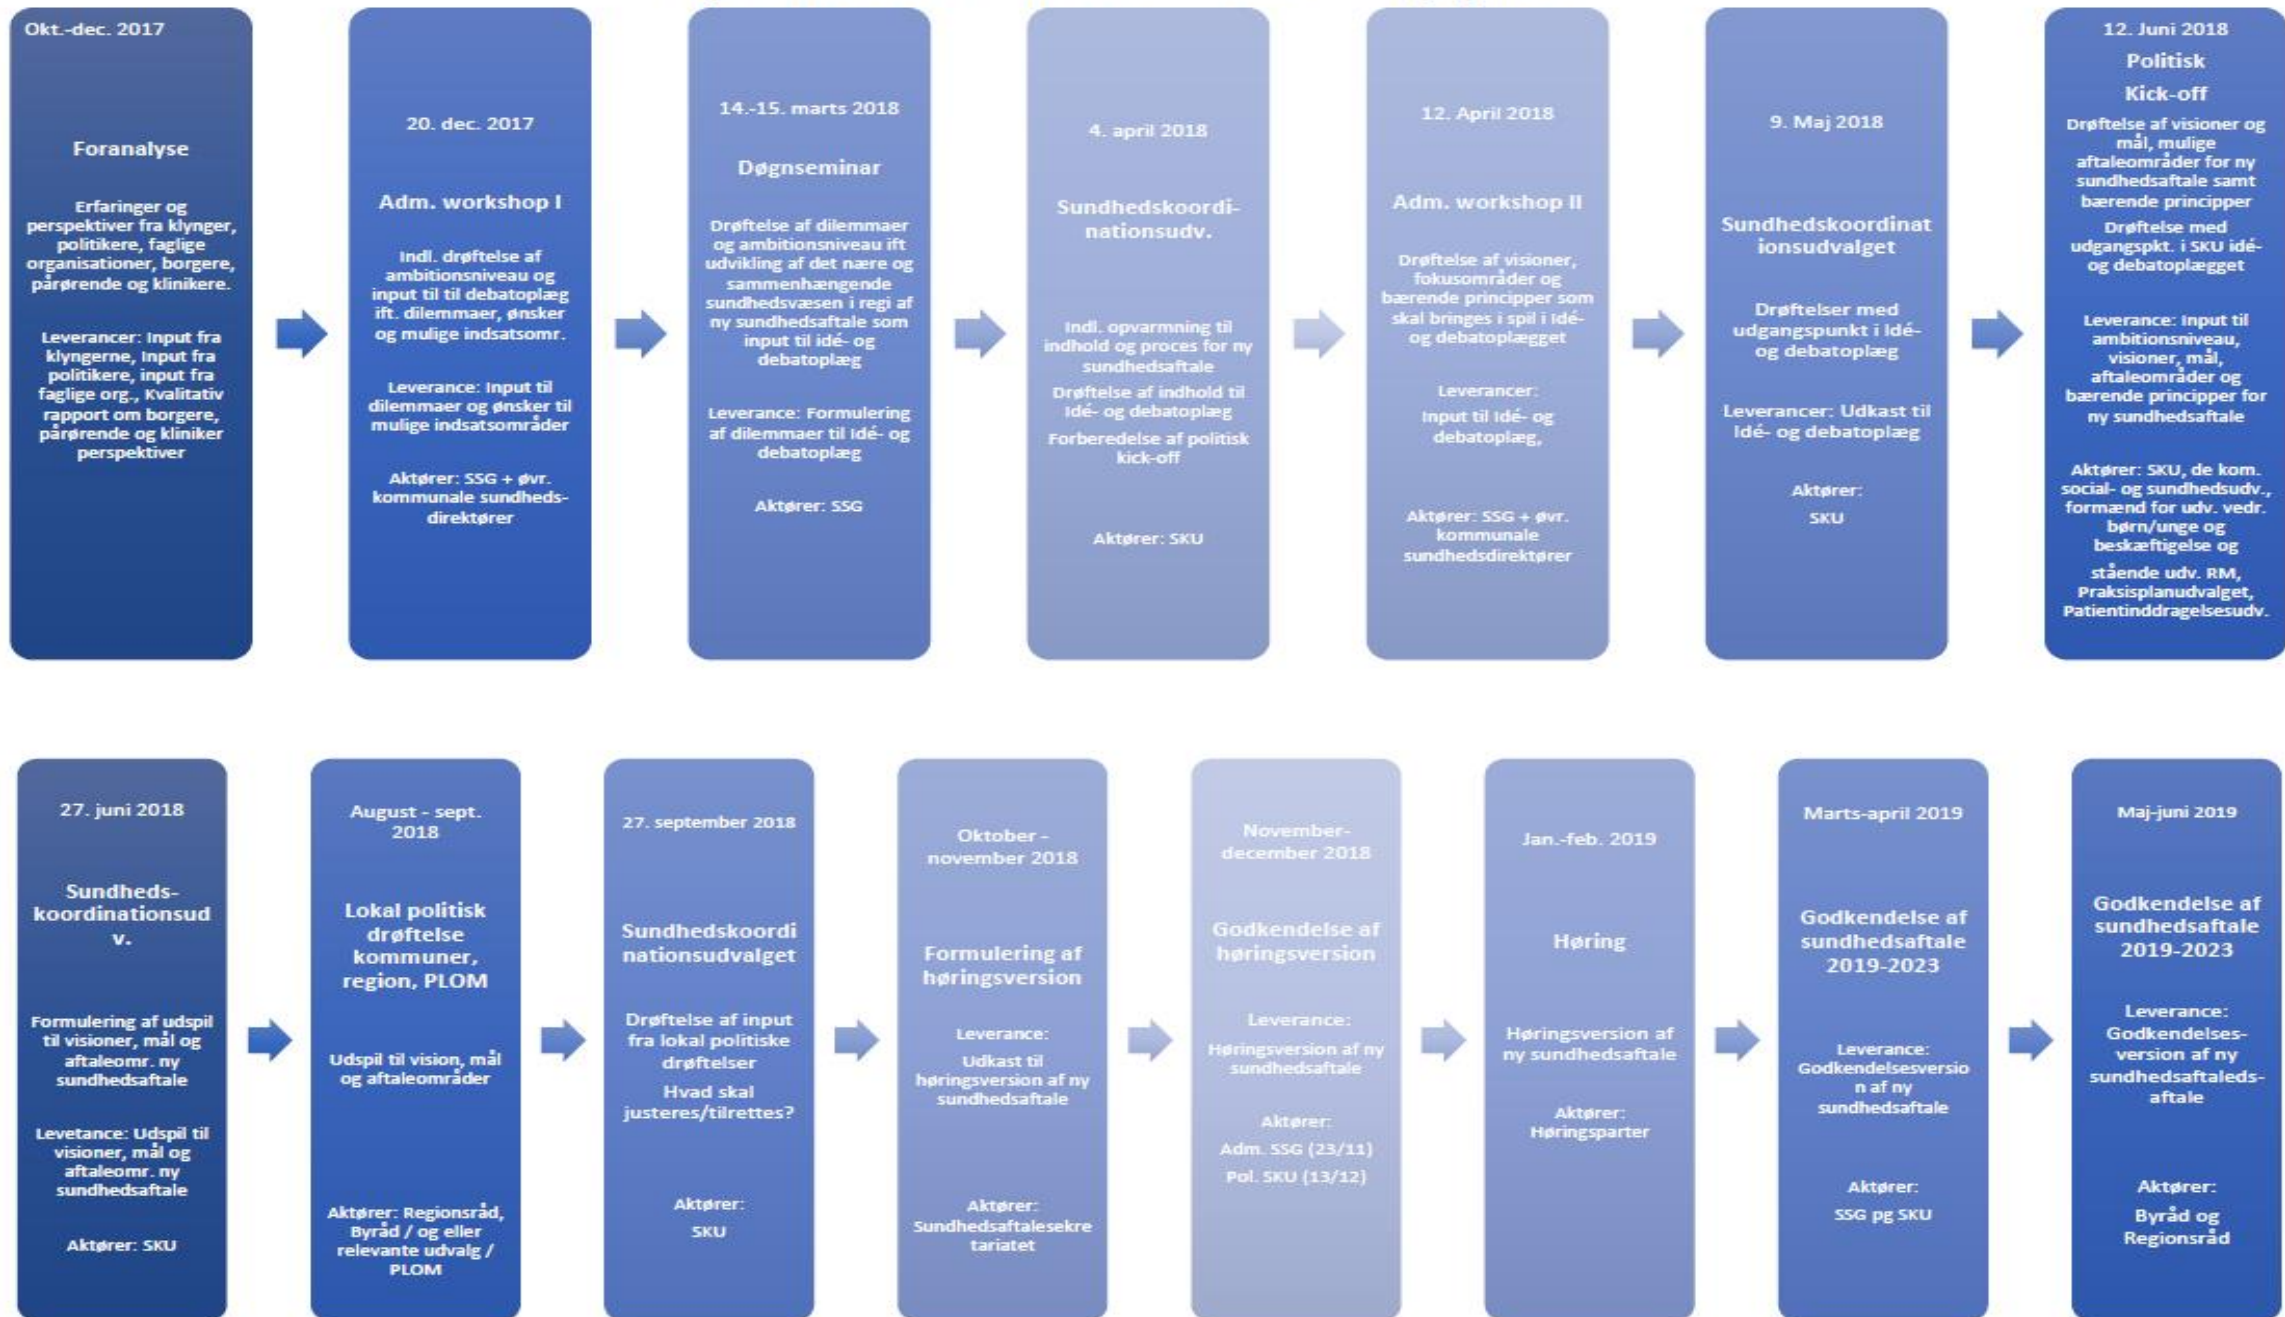 Okt.-dec. 2017
Foranalyse
Erfaringer og
perspektiver fra klynger,
politikere, faglige
organisationer, borgere,
pårørende og klinikere.
Leverancer: Input fra
klyngerne, Input fra
politikere, input fra
faglige org., Kvalitativ
rapport om borgere,
pårørende og kliniker
perspektiver
20. dec. 2017
Adm. workshop I
Indl. drøftelse af
ambitionsniveau og
input til til debatoplæg
ift. dilemmaer, ønsker
og mulige indsatsomr.
Leverance: Input til
dilemmaer og ønsker til
mulige indsatsområder
Aktører: SSG + øvr.
kommunale sundheds-
direktører
14.-15. marts 2018
Døgnseminar
Drøftelse af dilemmaer
og ambitionsniveau ift
udvikling af det nære og
sammenhængende
sundhedsvæsen i regi af
ny sundhedsaftale som
input til idé- og
debatoplæg
Leverance: Formulering
af dilemmaer til Idé- og
debatoplæg
Aktører: SSG
4. april 2018
Sundhedskoordi-
nationsudv.
Indl. opvarmning til
indhold og proces for ny
sundhedsaftale
Drøftelse af indhold til
Idé- og debatoplæg
Forberedelse af politisk
kick-off
Aktører: SKU
12. April 2018
Adm. workshop II
Drøftelse af visioner,
fokusområder og
bærende principper som
skal bringes i spil i Idé-
og debatoplægget
Leverancer:
Input til Idé- og
debatoplæg,
Aktører: SSG + øvr.
kommunale
sundhedsdirektører
9. Maj 2018
Sundhedskoordinat
ionsudvalget
Drøftelser med
udgangspunkt i Idé-
og debatoplæg
Leverancer: Udkast til
Idé- og debatoplæg
Aktører:
SKU
12. Juni 2018
Politisk
Kick-off
Drøftelse af visioner og
mål, mulige
aftaleområder for ny
sundhedsaftale samt
bærende principper
Drøftelse med
udgangspkt. i SKU idé-
og debatoplægget
Leverance: Input til
ambitionsniveau,
visioner, mål,
aftaleområder og
bærende principper for
ny sundhedsaftale
Aktører: SKU, de kom.
social- og sundhedsudv.,
formænd for udv. vedr.
børn/unge og
beskæftigelse og
stående udv. RM,
Praksisplanudvalget,
Patientinddragelsesudv.
27. juni 2018
Sundheds-
koordinationsud
v.
Formulering af udspil
til visioner, mål og
aftaleomr. ny
sundhedsaftale
Levetance: Udspil til
visioner, mål og
aftaleomr. ny
sundhedsaftale
Aktører: SKU
August - sept.
2018
Lokal politisk
drøftelse
kommuner,
region, PLOM
Udspil til vision, mål
og aftaleområder
Aktører: Regionsråd,
Byråd / og eller
relevante udvalg /
PLOM
27. september 2018
Sundhedskoordi
nationsudvalget
Drøftelse af input
fra lokal politiske
drøftelser
Hvad skal
justeres/tilrettes?
Aktører:
SKU
Oktober -
november 2018
Formulering af
høringsversion
Leverance:
Udkast til
høringsversion af ny
sundhedsaftale
Aktører:
Sundhedsaftalesekre
tariatet
November-
december 2018
Godkendelse af
høringsversion
Leverance:
Høringsversion af ny
sundhedsaftale
Aktører:
Adm. SSG (23/11)
Pol. SKU (13/12)
Jan.-feb. 2019
Høring
Høringsversion af
ny sundhedsaftale
Aktører:
Høringsparter
Marts-april 2019
Godkendelse af
sundhedsaftale
2019-2023
Leverance:
Godkendelsesversio
n af ny
sundhedsaftale
Aktører:
SSG pg SKU
Maj-juni 2019
Godkendelse af
sundhedsaftale
2019-2023
Leverance:
Godkendelses-
version af ny
sundhedsaftaleds-
aftale
Aktører:
Byråd og
Regionsråd